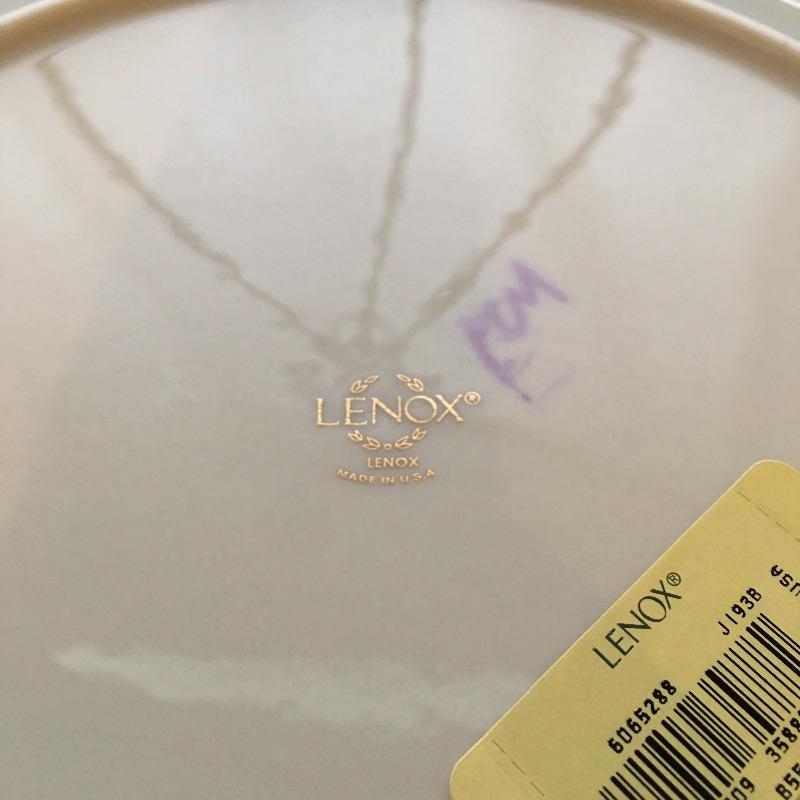 LENOX®
LENOX
MADE IN U.S.A
LENOX®
J193B
6065288